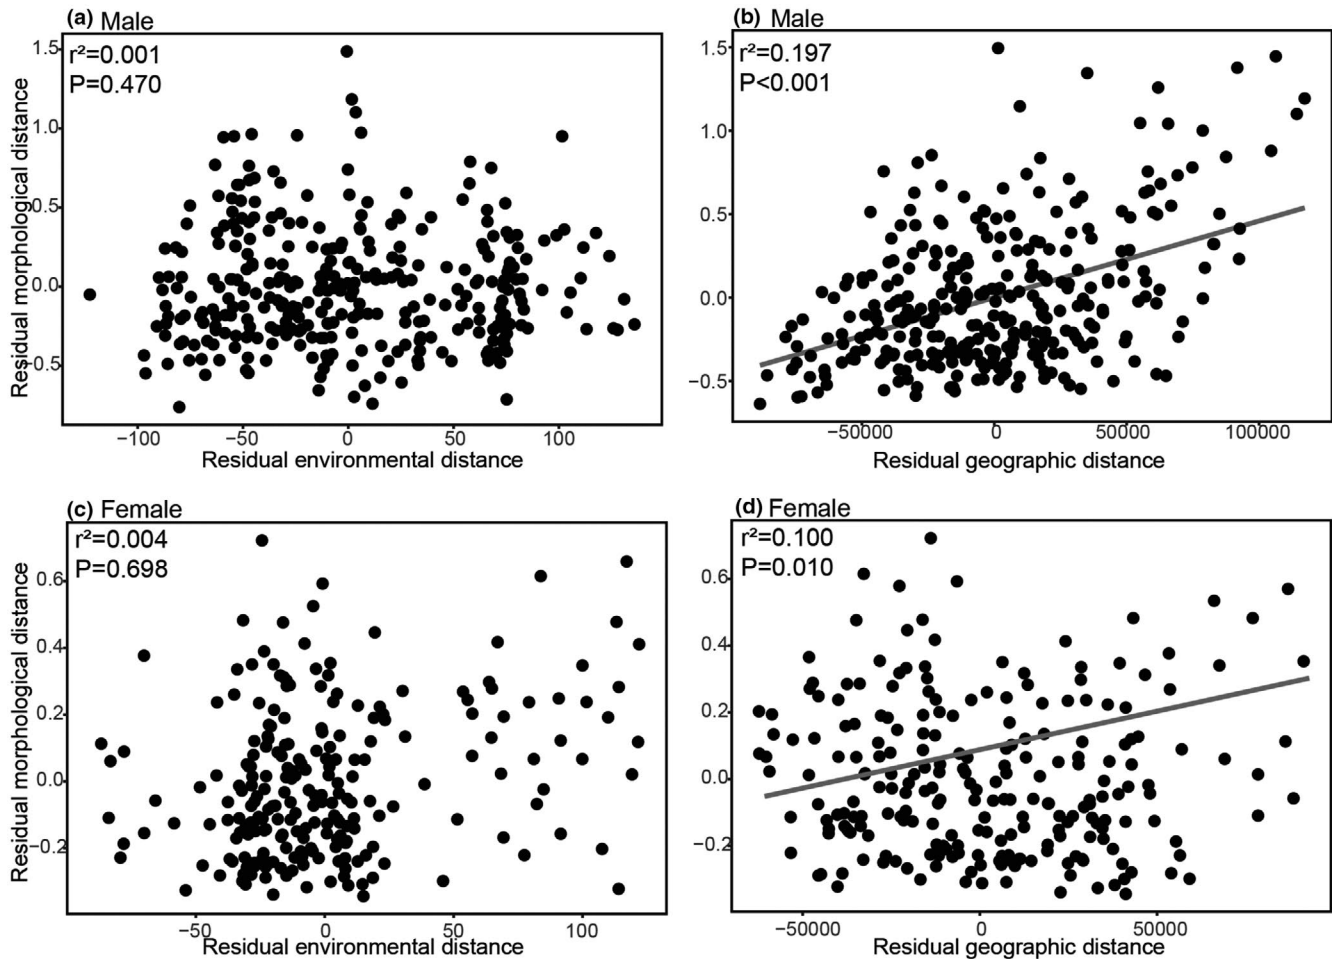 (a) Male
r²=0.001
P=0.470
Residual morphological distance
1.5
1.0
0.5
0.0
−0.5
−100
−50
0
50
100
Residual environmental distance
(b) Male
r²=0.197
P<0.001
1.5
1.0
0.5
0.0
−0.5
−50000
0
50000
100000
Residual geographic distance
(c) Female
r²=0.004
P=0.698
Residual morphological distance
0.6
0.4
0.2
0.0
−0.2
−50
0
50
100
Residual environmental distance
(d) Female
r²=0.100
P=0.010
0.6
0.4
0.2
0.0
−0.2
−50000
0
50000
Residual geographic distance